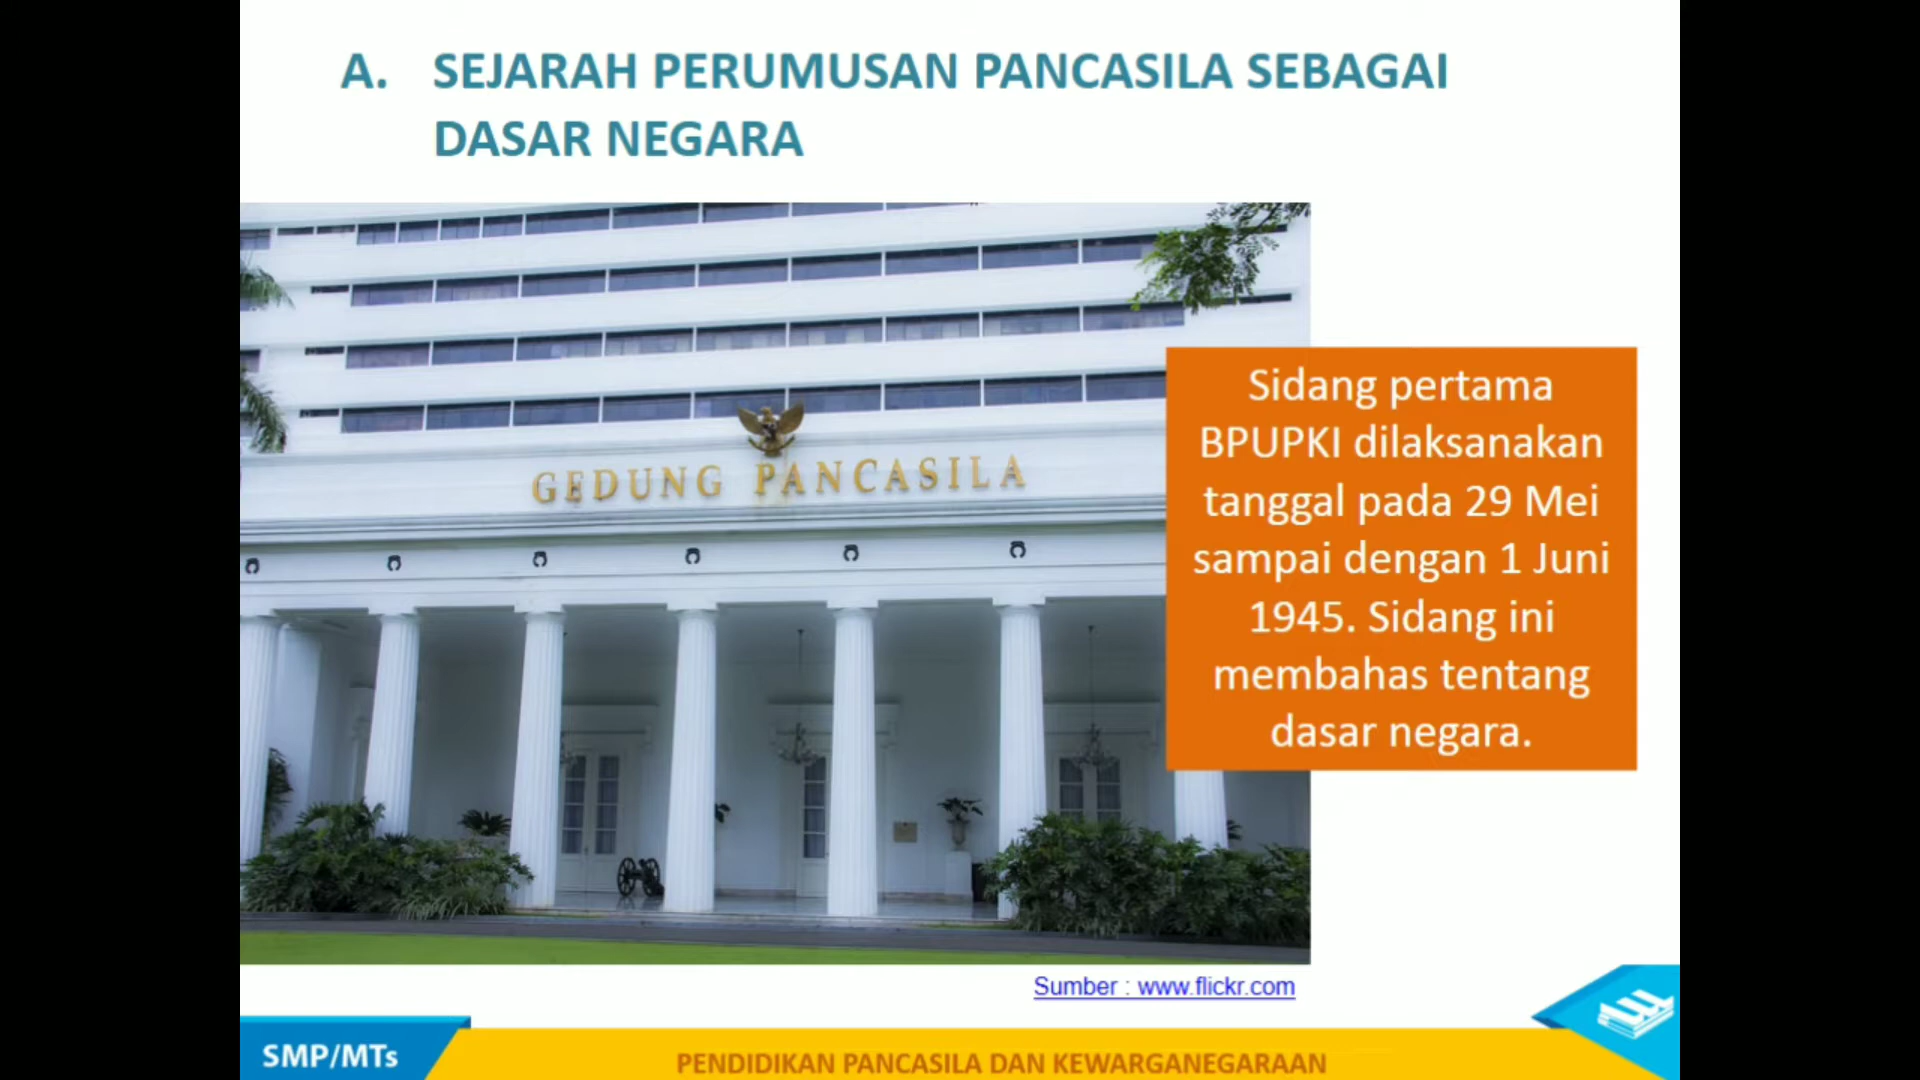 A. SEJARAH PERUMUSAN PANCASILA SEBAGAI
DASAR NEGARA
GEDUNG PANCASILA
Sidang pertama
BPUPKI dilaksanakan
tanggal pada 29 Mei
sampai dengan 1 Juni
1945. Sidang ini
membahas tentang
dasar negara.
Sumber : www.flickr.com
SMP/MTs
PENDIDIKAN PANCASILA DAN KEWARGANEGARAAN